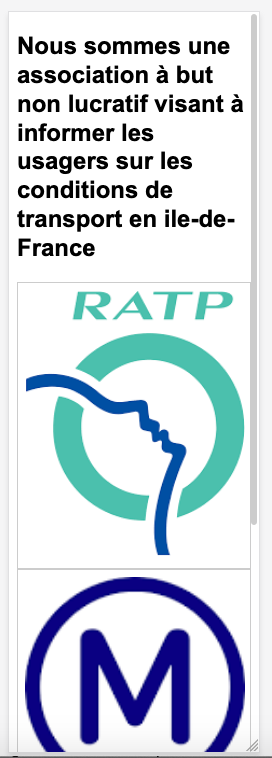 Nous sommes une
association à but
non lucratif visant à
informer les
usagers sur les
conditions de
transport en ile-de-
France
RATP
M